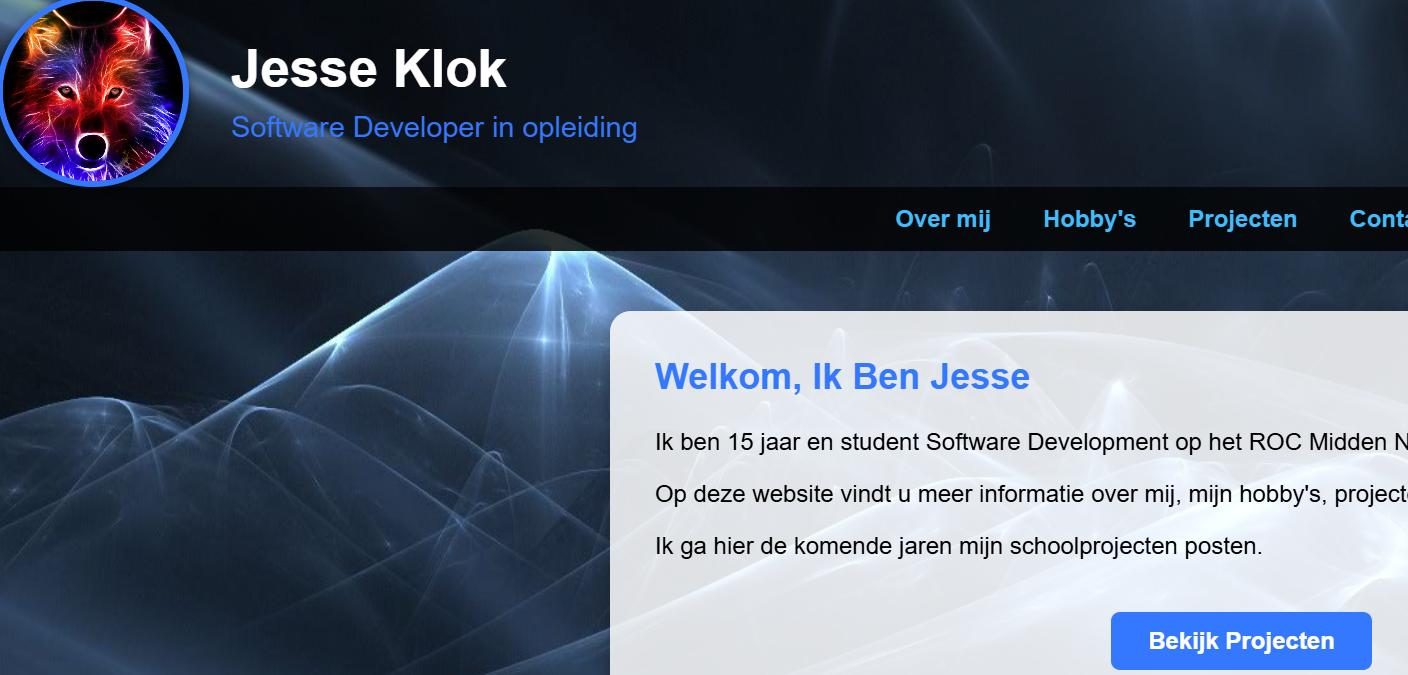 Jesse Klok
Software Developer in opleiding
Over mij Hobby's Projecten
Welkom, Ik Ben Jesse
Ik ben 15 jaar en student Software Development op het ROC Midden
Op deze website vindt u meer informatie over mij, mijn hobby's,
Ik ga hier de komende jaren mijn schoolprojecten posten.
Bekijk Projecten